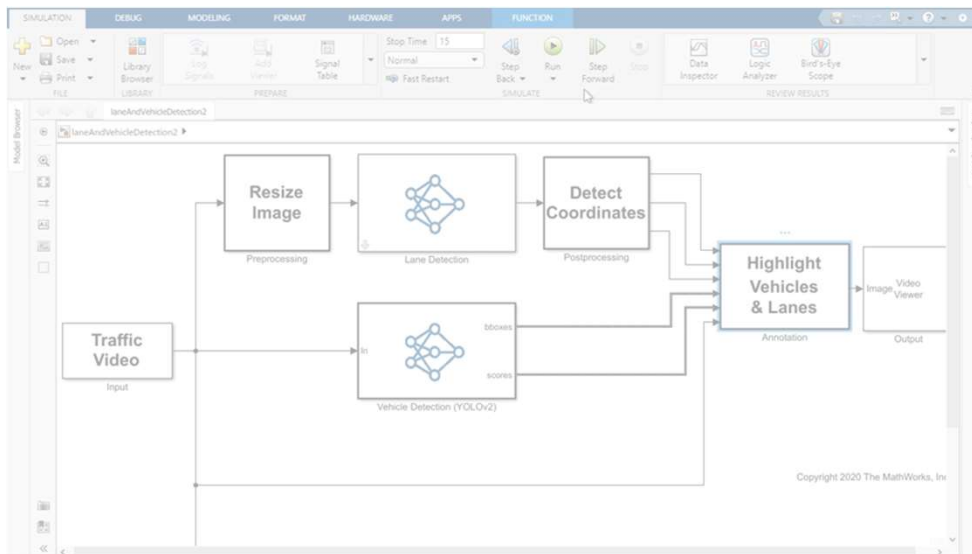 SIMULATION DEBUG MODELING FORMAT HARDWARE APPS FUNCTION
New
Open
Save
Print
FILE
Library
Browser
LIBRARY
Log
Signals
Add
Viewer
Signal
Table
PREPARE
Stop Time 15
Normal
Fast Restart
Step
Back
Run
Step
Forward
Stop
SIMULATE
Data
Inspector
Logic
Analyzer
Bird's-Eye
Scope
REVIEW RESULTS
Model Browser
laneAndVehicleDetection2
laneAndVehicleDetection2
Resize
Image
Preprocessing
Lane Detection
Detect
Coordinates
Postprocessing
Highlight
Vehicles
& Lanes
Annotation
Image
Video
Viewer
Output
Traffic
Video
Input
In
bboxes
scores
Vehicle Detection (YOLOv2)
Copyright 2020 The MathWorks, In